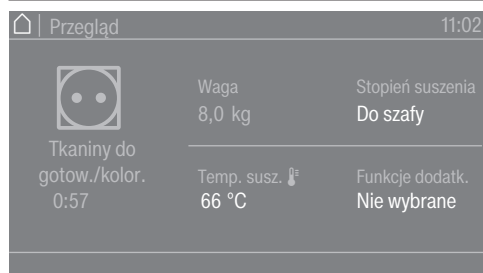 Przegląd 11:02
Waga
8,0 kg
Stopień suszenia
Do szafy
Tkaniny do
gotow./kolor.
0:57
Temp. susz.
66 °C
Funkcje dodatk.
Nie wybrane